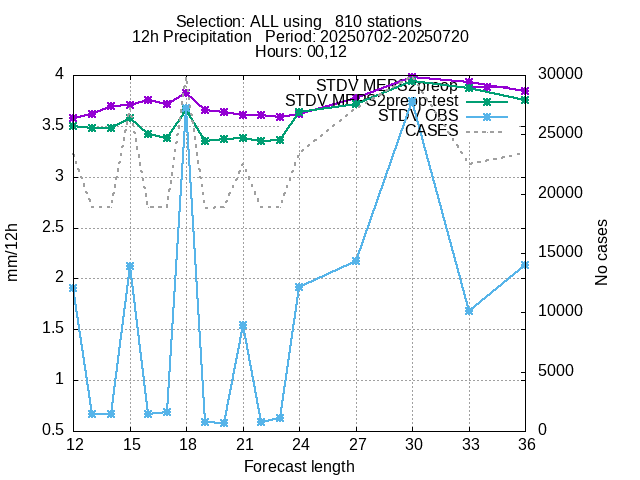 Selection: ALL using   810 stations
12h Precipitation   Period: 20250702-20250720
Hours: 00,12
STDV MEPS2preop
STDV MEPS2preop-test
STDV OBS
CASES
4
3.5
3
2.5
2
1.5
1
0.5
30000
25000
20000
15000
10000
5000
0
12 15 18 21 24 27 30 33 36
mm/12h
No cases
Forecast length